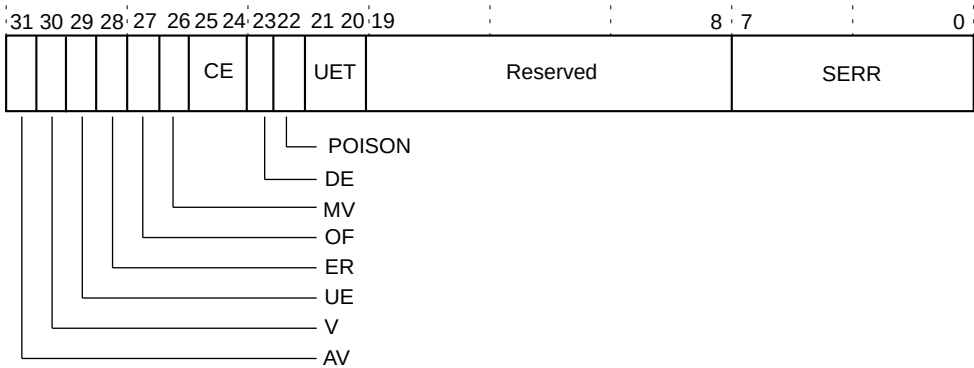 31 30 29 28 27 26 25 24 23 22 21 20 19 8 7 0
CE UET Reserved SERR
POISON
DE
MV
OF
ER
UE
V
AV